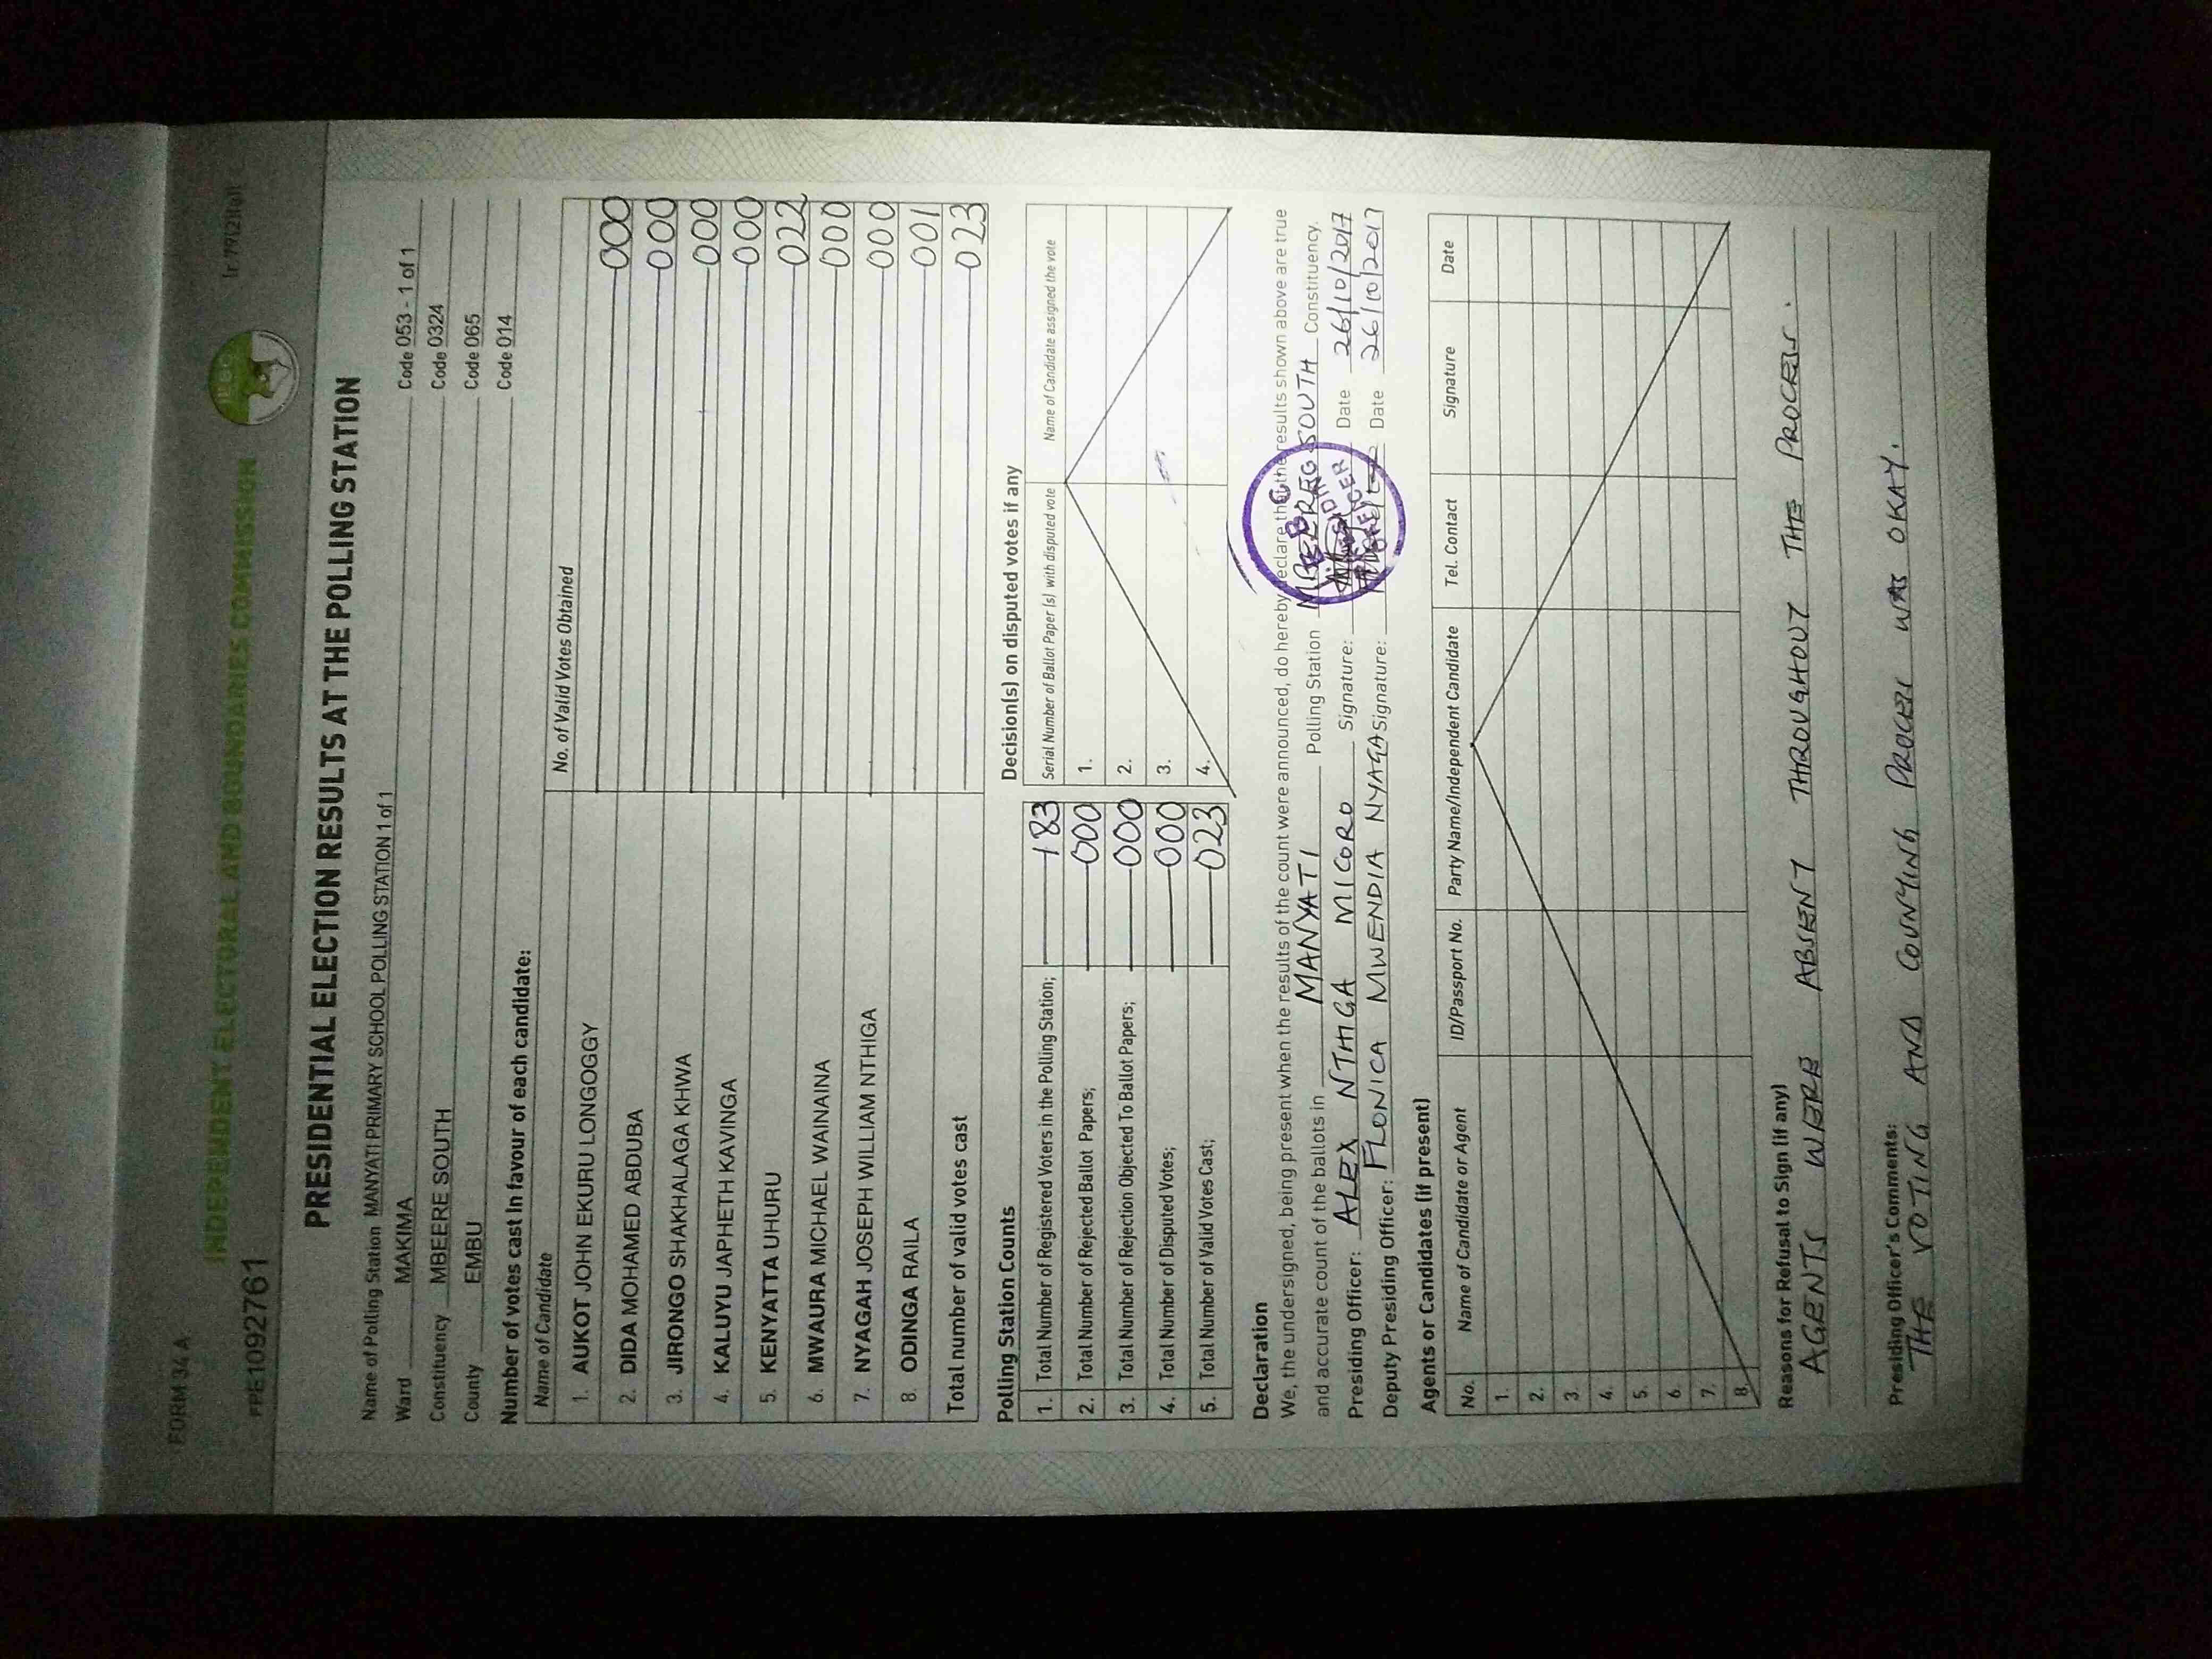 FORM 34 A
INDEPENDENT ELECTORAL AND BOUNDARIES COMMISSION
PRE1092761
PRESIDENTIAL ELECTION RESULTS AT THE POLLING STATION
Name of Polling Station MANYATI PRIMARY SCHOOL POLLING STATION 1 of 1 Code 053 - 1 of 1
Ward MAKIMA Code 0324
Constituency MBEERE SOUTH Code 065
County EMBU Code 014
Number of votes cast In favour of each candidate:
Name of Candidate No. of Valid Votes Obtained
1. AUKOT JOHN EKURU LONGOGGY 000
2. DIDA MOHAMED ABDUBA 000
3. JIRONGO SHAKHALAGA KHWA 000
4. KALUYU JAPHETH KAVINGA 000
5. KENYATTA UHURU 022
6. MWAURA MICHAEL WAINAINA 000
7. NYAGAH JOSEPH WILLIAM NTHIGA 000
8. ODINGA RAILA 001
Total number of valid votes cast 023
Polling Station Counts
1. Total Number of Registered Voters in the Polling Station; 183
2. Total Number of Rejected Ballot Papers; 000
3. Total Number of Rejection Objected To Ballot Papers; 000
4. Total Number of Disputed Votes; 000
5. Total Number of Valid Votes Cast; 023
Decision(s) on disputed votes if any
Serial Number of Ballot Paper (s) with disputed vote Name of Candidate assigned the vote
1.
2.
3.
4.
Declaration
We, the undersigned, being present when the results of the count were announced, do hereby declare that the results shown above are true
and accurate count of the ballots in MANYATI Polling Station MBEERE SOUTH Constituency.
Presiding Officer: ALEX NTHIGA MICORO Signature: Date 26/10/2017
Deputy Presiding Officer: FLONICA MWENDIA NYAGA Signature: Date 26/10/2017
Agents or Candidates (if present)
No. Name of Candidate or Agent ID/Passport No. Party Name/Independent Candidate Tel. Contact Signature Date
1.
2.
3.
4.
5.
6.
7.
8.
Reasons for Refusal to Sign (if any)
AGENTS WERE ABSENT THROUGHOUT THE PROCESS.
Presiding Officer's Comments:
THE VOTING AND COUNTING PROCESS WAS OKAY.